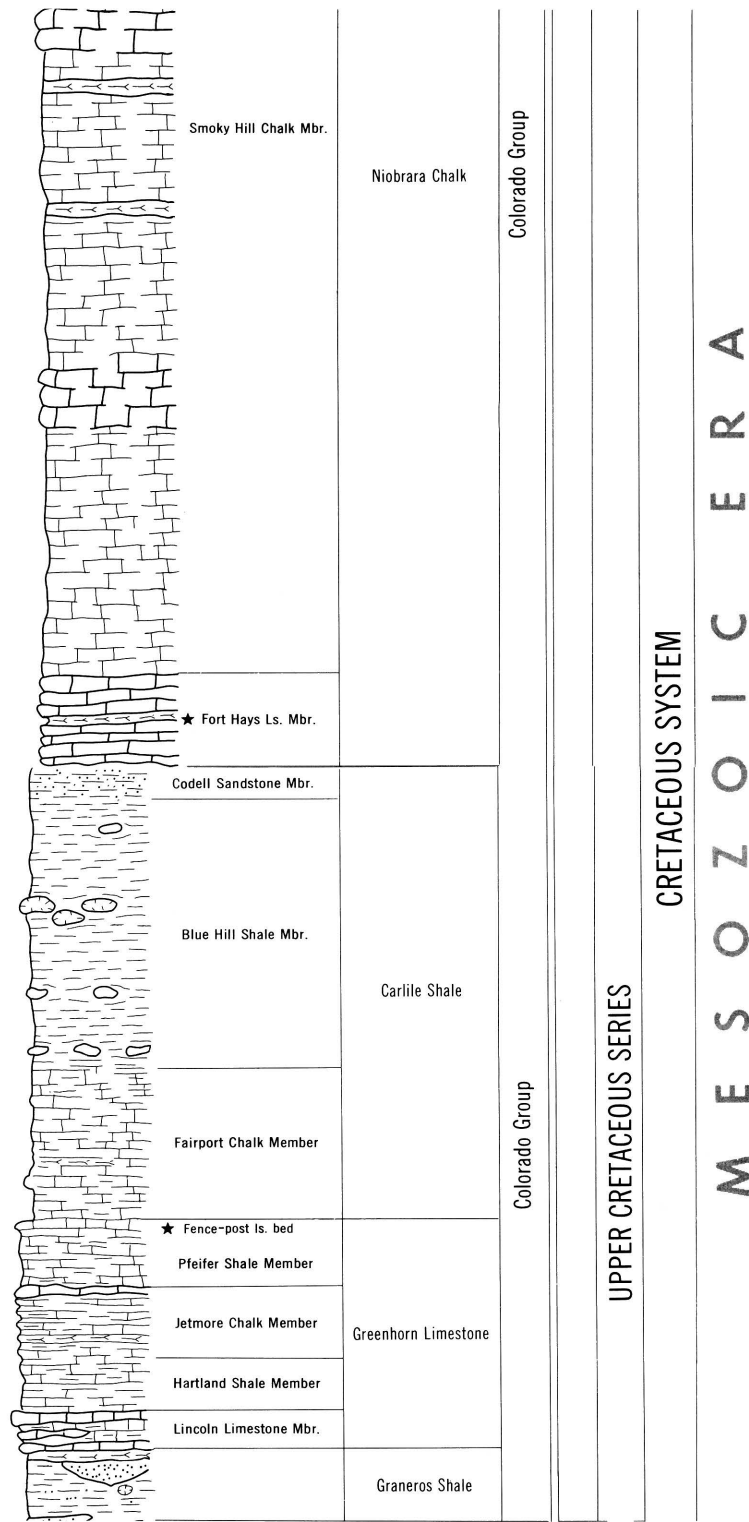 Smoky Hill Chalk Mbr.
Niobrara Chalk
Colorado Group
★ Fort Hays Ls. Mbr.
Codell Sandstone Mbr.
Blue Hill Shale Mbr.
Carlile Shale
Fairport Chalk Member
★ Fence-post ls. bed
Pfeifer Shale Member
Jetmore Chalk Member
Greenhorn Limestone
Hartland Shale Member
Lincoln Limestone Mbr.
Graneros Shale
Colorado Group
UPPER CRETACEOUS SERIES
CRETACEOUS SYSTEM
MESOZOIC ERA